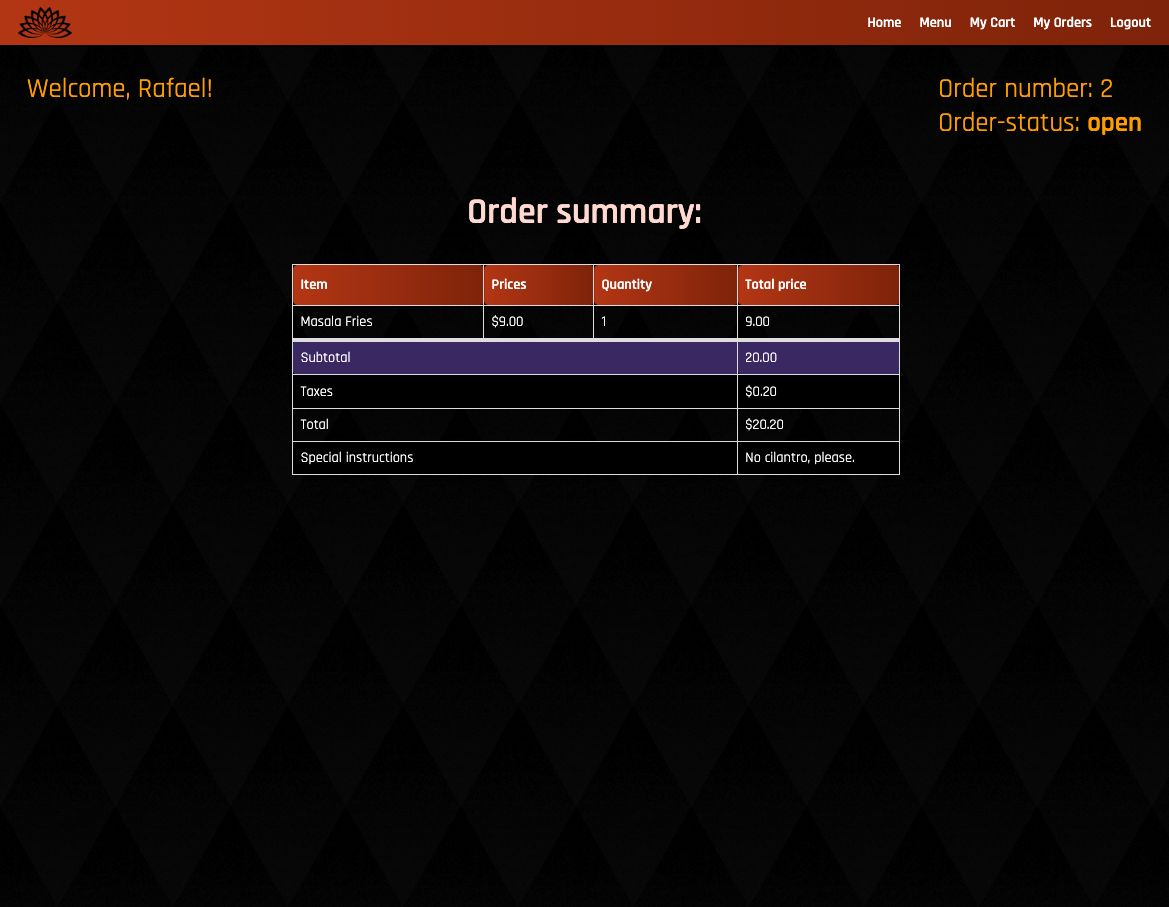 Home Menu My Cart My Orders Logout
Welcome, Rafael!
Order number: 2
Order-status: open
Order summary:
Item Prices Quantity Total price
Masala Fries $9.00 1 9.00
Subtotal 20.00
Taxes $0.20
Total $20.20
Special instructions No cilantro, please.